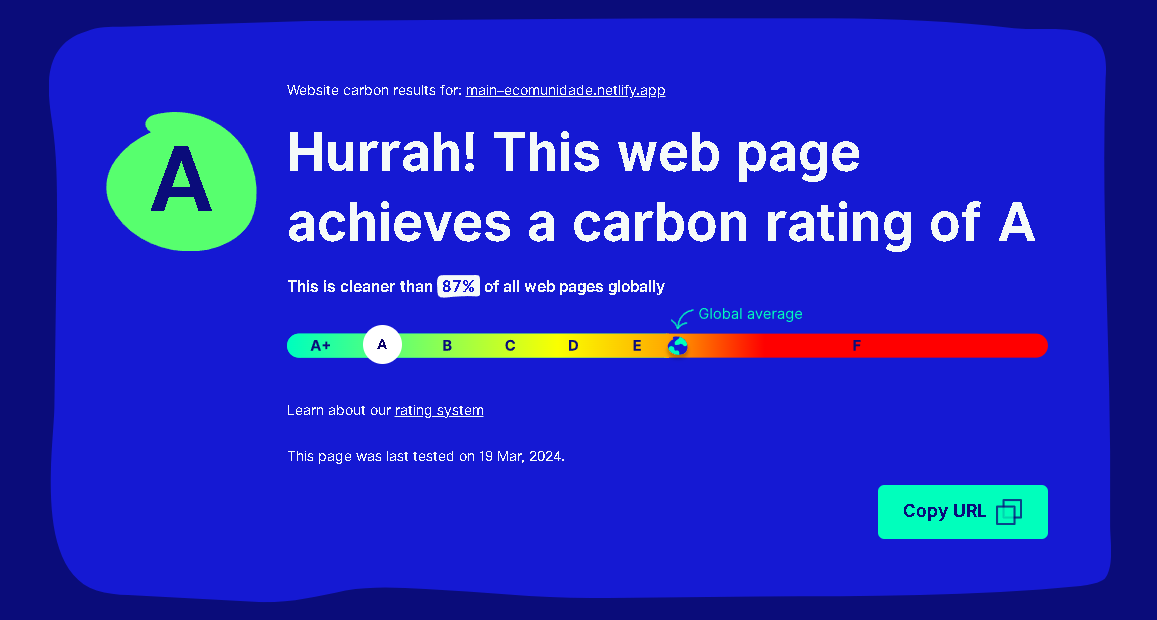 Website carbon results for: main-ecomunidade.netlify.app
A
Hurrah! This web page
achieves a carbon rating of A
This is cleaner than 87% of all web pages globally
Global average
A+ A B C D E F
Learn about our rating system
This page was last tested on 19 Mar, 2024.
Copy URL